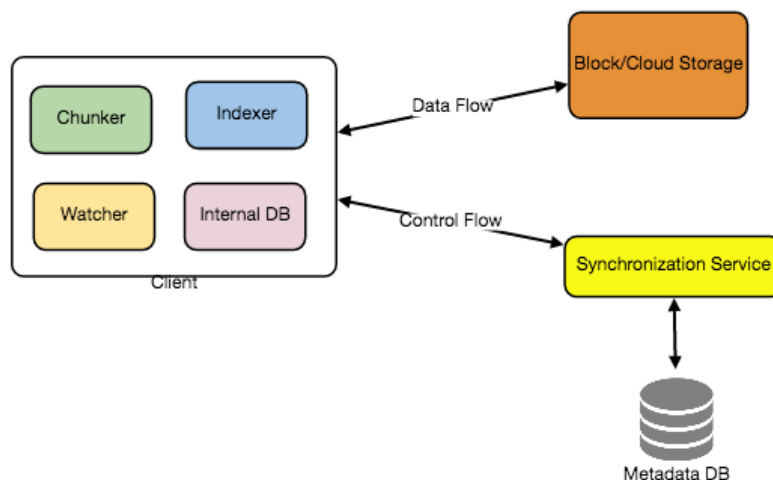 Block/Cloud Storage
Chunker
Indexer
Data Flow
Watcher
Internal DB
Control Flow
Client
Synchronization Service
Metadata DB